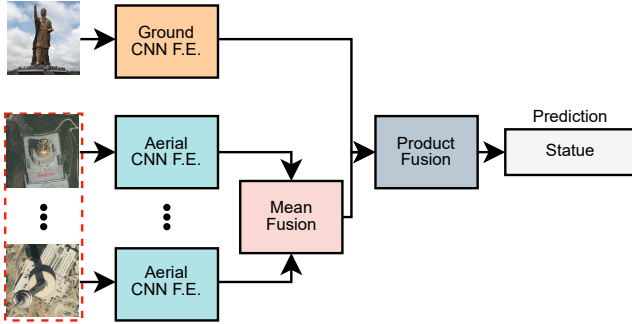 Ground
CNN F.E.
Aerial
CNN F.E.
Mean
Fusion
Aerial
CNN F.E.
Product
Fusion
Prediction
Statue